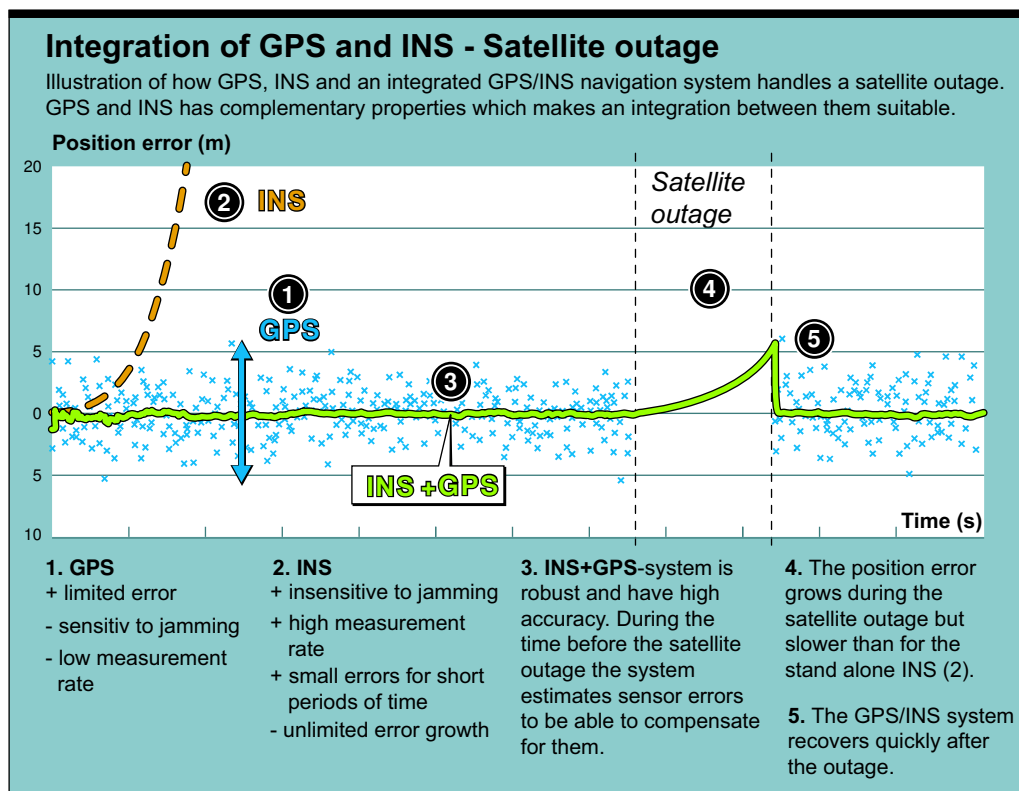 Integration of GPS and INS - Satellite outage
Illustration of how GPS, INS and an integrated GPS/INS navigation system handles a satellite outage.
GPS and INS has complementary properties which makes an integration between them suitable.
Position error (m)
20
15
10
5
0
5
10
2 INS
1
GPS
3
INS +GPS
Satellite
outage
4
5
Time (s)
1. GPS
+ limited error
- sensitiv to jamming
- low measurement
rate
2. INS
+ insensitive to jamming
+ high measurement
rate
+ small errors for short
periods of time
- unlimited error growth
3. INS+GPS-system is
robust and have high
accuracy. During the
time before the satellite
outage the system
estimates sensor errors
to be able to compensate
for them.
4. The position error
grows during the
satellite outage but
slower than for the
stand alone INS (2).
5. The GPS/INS system
recovers quickly after
the outage.